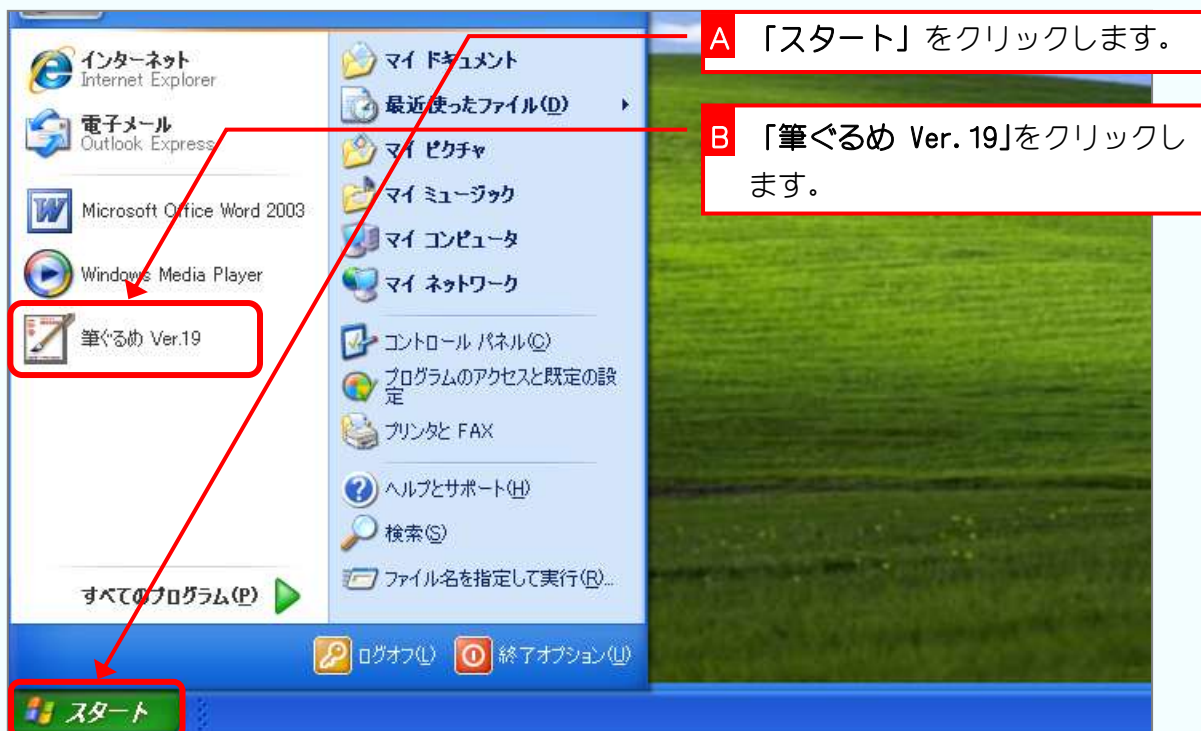 インターネット
Internet Explorer
電子メール
Outlook Express
Microsoft Office Word 2003
Windows Media Player
筆ぐるめ Ver.19
すべてのプログラム(P)
マイ ドキュメント
最近使ったファイル(D)
マイ ピクチャ
マイ ミュージック
マイ コンピュータ
マイ ネットワーク
コントロール パネル(C)
プログラムのアクセスと既定の設
定
プリンタと FAX
ヘルプとサポート(H)
検索(S)
ファイル名を指定して実行(R)...
ログオフ(L)
終了オプション(U)
スタート
A 「スタート」をクリックします。
B 「筆ぐるめ Ver.19」をクリックし
ます。